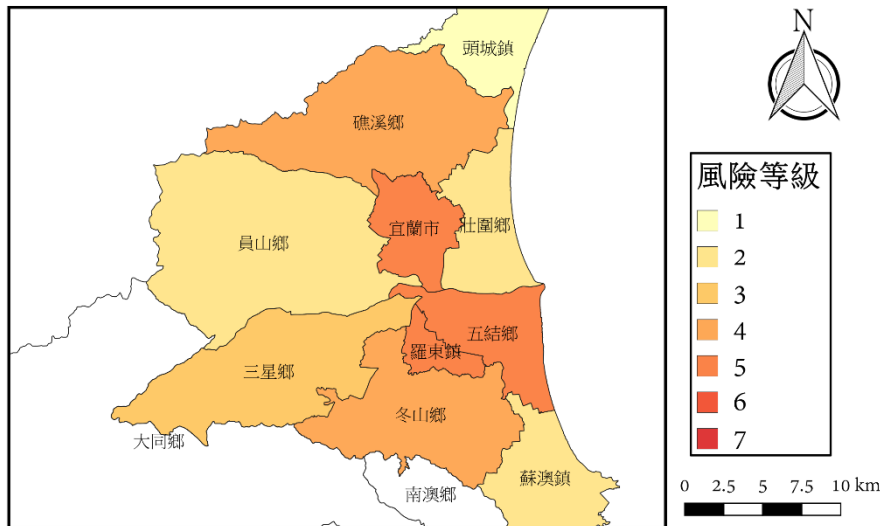 頭城鎮
礁溪鄉
宜蘭市
壯圍鄉
員山鄉
五結鄉
羅東鎮
三星鄉
冬山鄉
大同鄉
南澳鄉
蘇澳鎮
N
風險等級
1
2
3
4
5
6
7
0 2.5 5 7.5 10 km